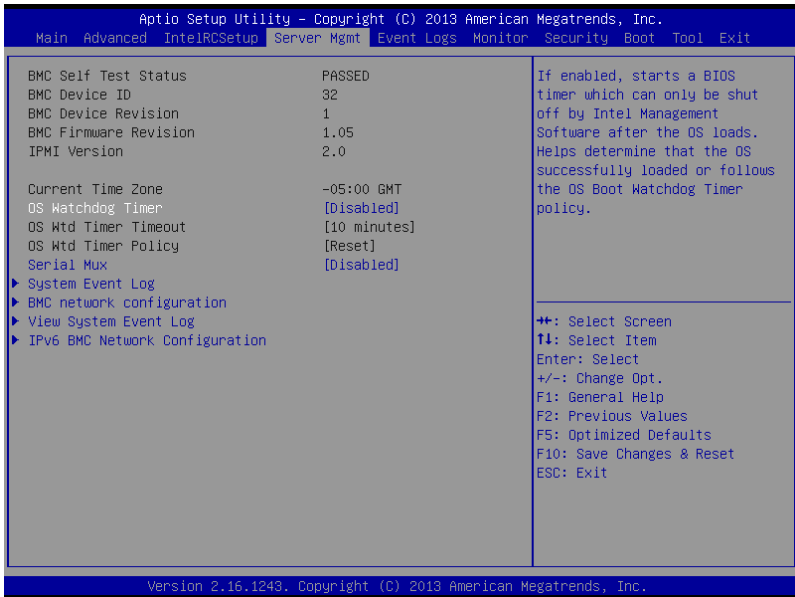 Aptio Setup Utility – Copyright (C) 2013 American Megatrends, Inc.
Main Advanced IntelRCSetup Server Mgmt Event Logs Monitor Security Boot Tool Exit
BMC Self Test Status PASSED
BMC Device ID 32
BMC Device Revision 1
BMC Firmware Revision 1.05
IPMI Version 2.0
Current Time Zone -05:00 GMT
OS Watchdog Timer [Disabled]
OS Wtd Timer Timeout [10 minutes]
OS Wtd Timer Policy [Reset]
Serial Mux [Disabled]
System Event Log
BMC network configuration
View System Event Log
IPv6 BMC Network Configuration
If enabled, starts a BIOS
timer which can only be shut
off by Intel Management
Software after the OS loads.
Helps determine that the OS
successfully loaded or follows
the OS Boot Watchdog Timer
policy.
→←: Select Screen
↑↓: Select Item
Enter: Select
+/-: Change Opt.
F1: General Help
F2: Previous Values
F5: Optimized Defaults
F10: Save Changes & Reset
ESC: Exit
Version 2.16.1243. Copyright (C) 2013 American Megatrends, Inc.